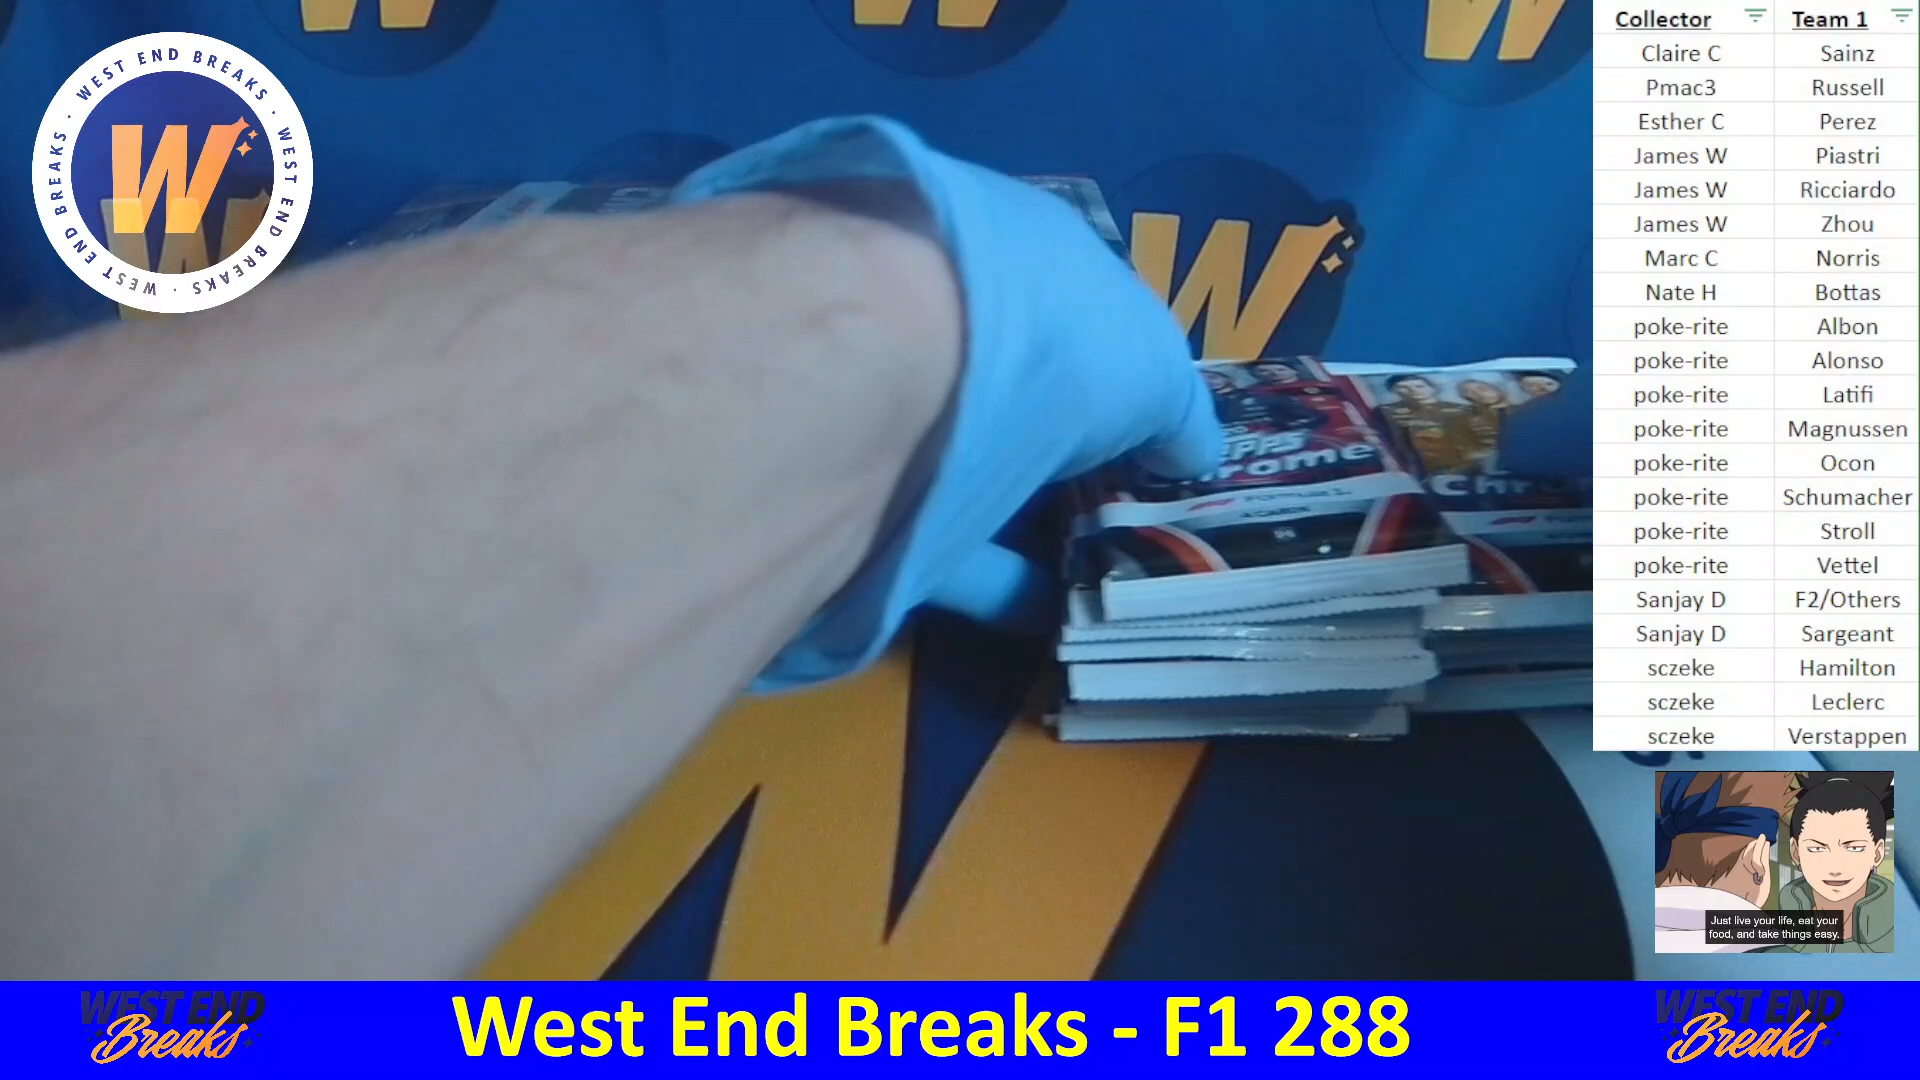 WEST END BREAKS · WEST END BREAKS · WEST END BREAKS ·
W
Collector Team 1
Claire C Sainz
Pmac3 Russell
Esther C Perez
James W Piastri
James W Ricciardo
James W Zhou
Marc C Norris
Nate H Bottas
poke-rite Albon
poke-rite Alonso
poke-rite Latifi
poke-rite Magnussen
poke-rite Ocon
poke-rite Schumacher
poke-rite Stroll
poke-rite Vettel
Sanjay D F2/Others
Sanjay D Sargeant
sczeke Hamilton
sczeke Leclerc
sczeke Verstappen
Just live your life, eat your
food, and take things easy.
WEST END
Breaks
West End Breaks - F1 288
WEST END
Breaks